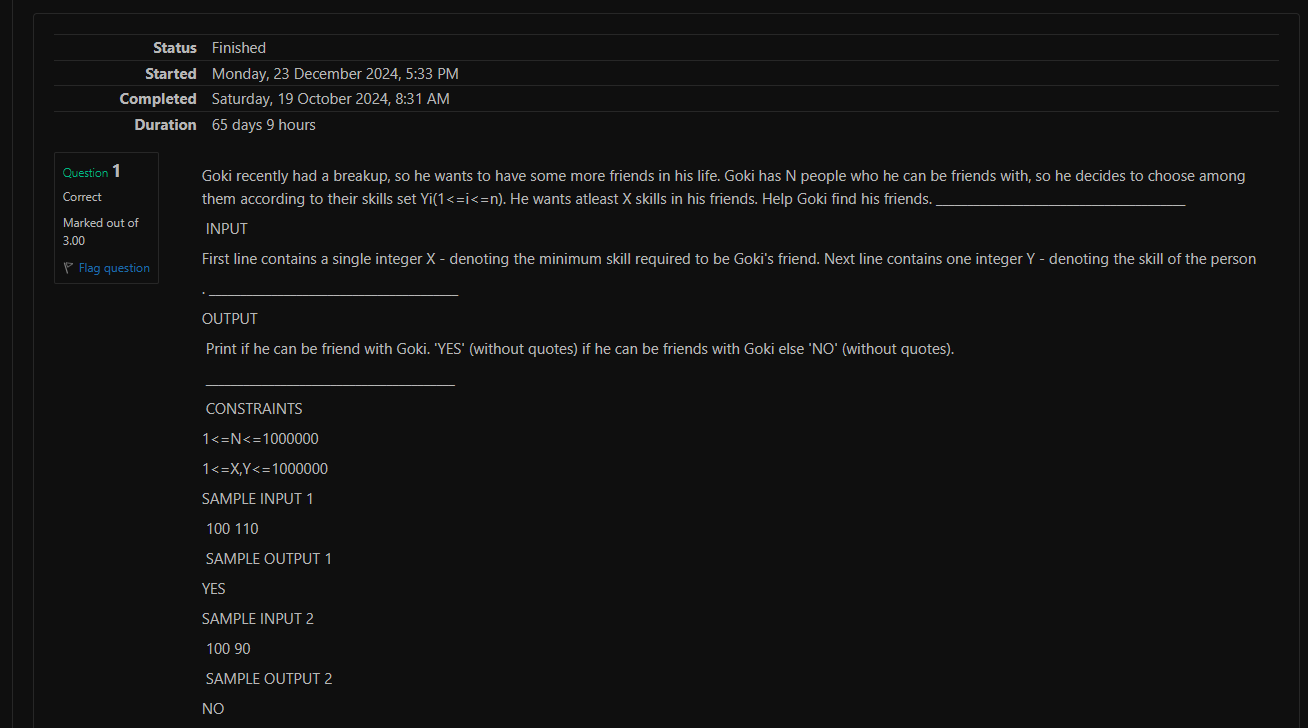 Status Finished
Started Monday, 23 December 2024, 5:33 PM
Completed Saturday, 19 October 2024, 8:31 AM
Duration 65 days 9 hours
Question 1
Correct
Marked out of
3.00
Flag question
Goki recently had a breakup, so he wants to have some more friends in his life. Goki has N people who he can be friends with, so he decides to choose among
them according to their skills set Yi(1<=i<=n). He wants atleast X skills in his friends. Help Goki find his friends. ________________________________
INPUT
First line contains a single integer X - denoting the minimum skill required to be Goki's friend. Next line contains one integer Y - denoting the skill of the person
. ________________________________
OUTPUT
Print if he can be friend with Goki. 'YES' (without quotes) if he can be friends with Goki else 'NO' (without quotes).
________________________________
CONSTRAINTS
1<=N<=1000000
1<=X,Y<=1000000
SAMPLE INPUT 1
100 110
SAMPLE OUTPUT 1
YES
SAMPLE INPUT 2
100 90
SAMPLE OUTPUT 2
NO